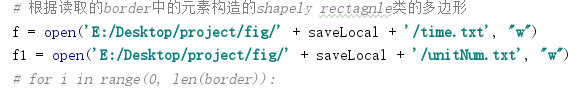 # 根据读取的border中的元素构造的shapely rectagnle类的多边形
f = open('E:/Desktop/project/fig/' + saveLocal + '/time.txt', "w")
f1 = open('E:/Desktop/project/fig/' + saveLocal + '/unitNum.txt', "w")
# for i in range(0, len(border)):